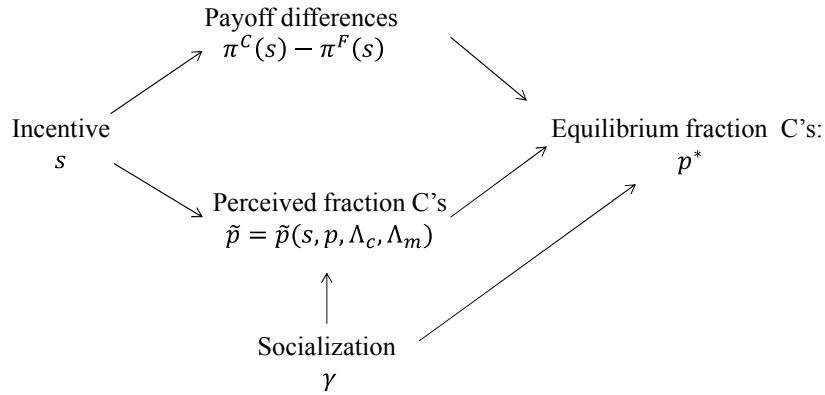 Payoff differences
π^C(s) − π^F(s)
Incentive
s
Equilibrium fraction C's:
p*
Perceived fraction C's
p̃ = p̃(s, p, Λ_c, Λ_m)
Socialization
γ